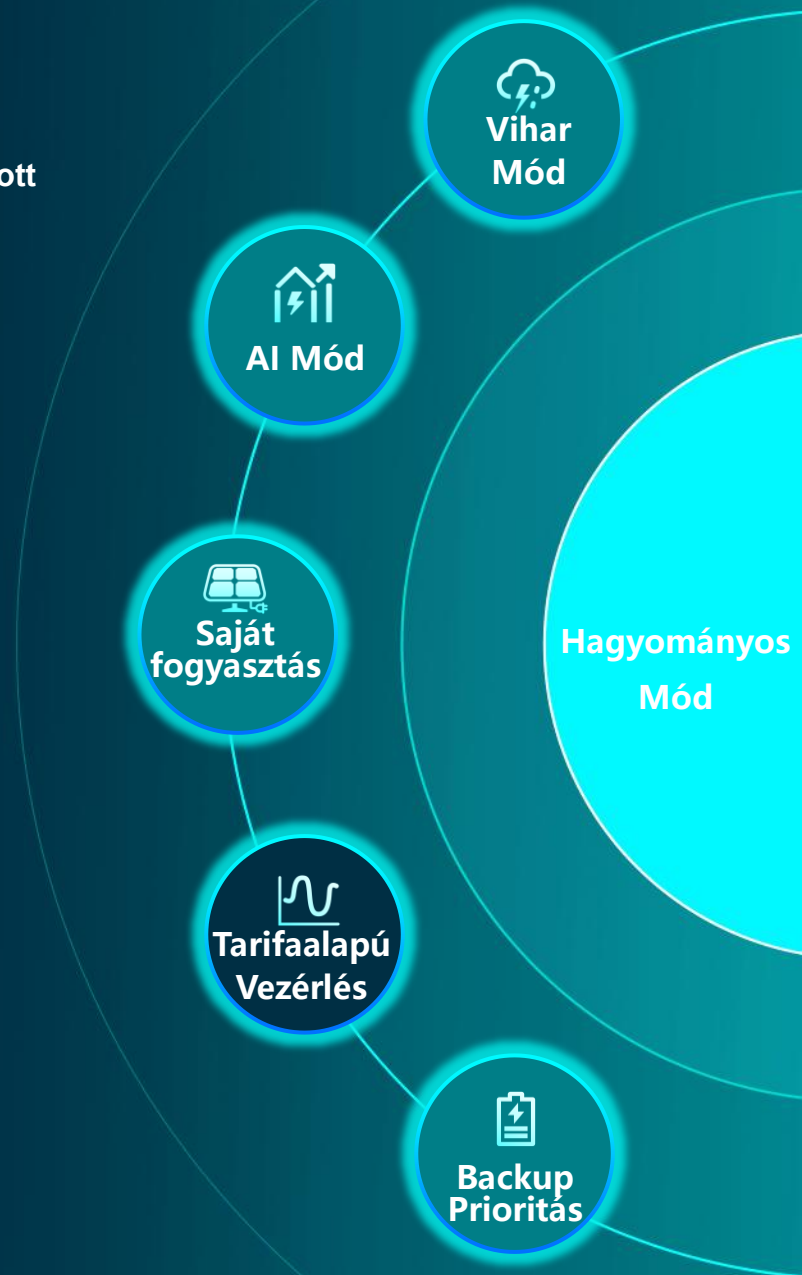 Vihar
Mód
ott
AI Mód
Saját
fogyasztás
Hagyományos
Mód
Tarifaalapú
Vezérlés
Backup
Prioritás